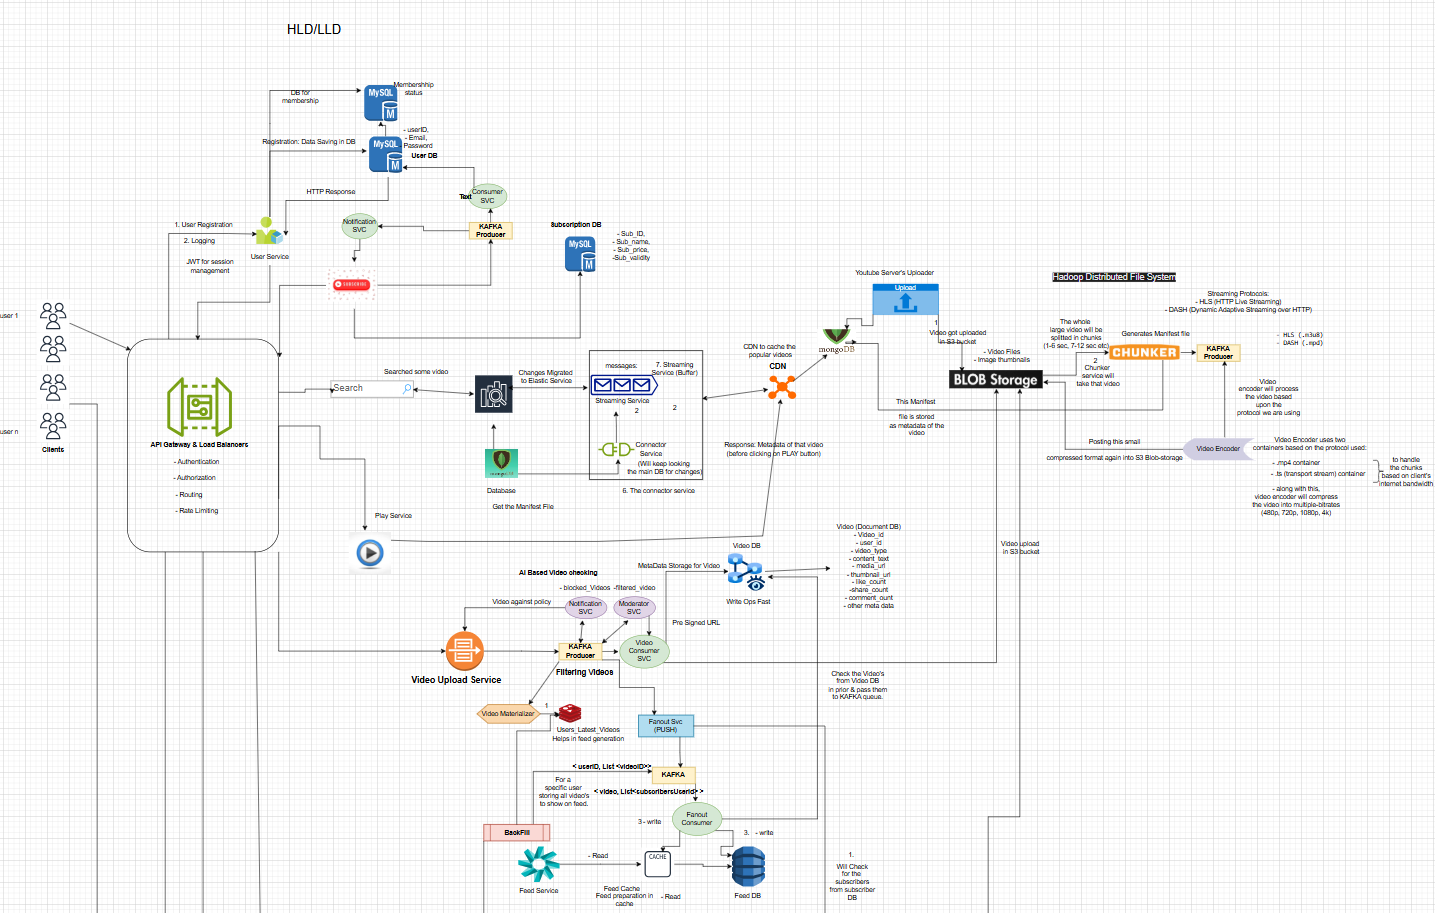 HLD/LLD
DB for
membership
MySQL
M
Membershhip
status
Registration: Data Saving in DB
MySQL
M
- userID,
- Email,
Password
User DB
HTTP Response
Text
Consumer
SVC
1. User Registration
2. Logging
JWT for session
management
User Service
Notification
SVC
KAFKA
Producer
SUBSCRIBE
Subscription DB
MySQL
M
- Sub_ID,
- Sub_name,
- Sub_price,
-Sub_validity
user 1
user n
Clients
API Gateway & Load Balancers
- Authentication
- Authorization
- Routing
- Rate Limiting
Searched some video
Search
Changes Migrated
to Elastic Service
messages:
7. Streaming
Service (Buffer)
Streaming Service
2
2
Connector
Service
(Will keep looking
the main DB for changes)
6. The connector service
mongoDB
Database
Get the Manifest File
Play Service
CDN to cache the
popular videos
CDN
Response: Metadata of that video
(before clicking on PLAY button)
Youtube Server's Uploader
Upload
1
Video got uploaded
in S3 bucket
mongoDB
- Video Files
- Image thumbnails
BLOB Storage
This Manifest
file is stored
as metadata of the
video
Hadoop Distributed File System
Streaming Protocols:
- HLS (HTTP Live Streaming)
- DASH (Dynamic Adaptive Streaming over HTTP)
The whole
large video will be
splitted in chunks
(1-6 sec, 7-12 sec etc)
2
Chunker
service will
take that video
Generates Manifest file
CHUNKER
KAFKA
Producer
- HLS (.m3u8)
- DASH (.mpd)
Video
encoder will process
the video based
upon the
protocol we are using
Posting this small
compressed format again into S3 Blob-storage
Video Encoder
Video Encoder uses two
containers based on the protocol used:
- .mp4 container
- .ts (transport stream) container
- along with this,
video encoder will compress
the video into multiple-bitrates
(480p, 720p, 1080p, 4k)
to handle
the chunks
based on client's
internet bandwidth
Video upload
in S3 bucket
AI Based Video checking
- blocked_Videos
-filtered_video
Video against policy
Notification
SVC
Moderator
SVC
Video Upload Service
KAFKA
Producer
Filtering Videos
Video
Consumer
SVC
MetaData Storage for Video
Pre Signed URL
Video DB
Write Ops Fast
Video (Document DB)
- Video_id
- user_id
- video_type
- content_text
- media_url
- thumbnail_url
- like_count
-share_count
- comment_ount
- other meta data
Check the Video's
from Video DB
in prior & pass them
to KAFKA queue.
Video Materializer
1
Users_Latest_Videos
Helps in feed generation
Fanout Svc
(PUSH)
< userID, List <videoID>>
KAFKA
For a
specific user
storing all video's
to show on feed.
< video, List<subscribersUserId> >
Fanout
Consumer
3 - write
3. - write
BackFill
Feed Service
- Read
CACHE
Feed Cache
Feed preparation in
cache
- Read
Feed DB
1.
Will Check
for the
subscribers
from subscriber
DB